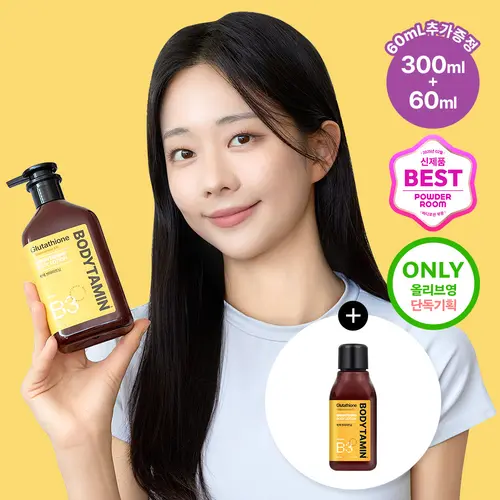 60mL추가증정
300ml
+
60ml
신제품
BEST
POWDER
ROOM
ONLY
올리브영
단독기획
Glutathione
BODYTAMIN
B3
+
Glutathione
BODYTAMIN
B3